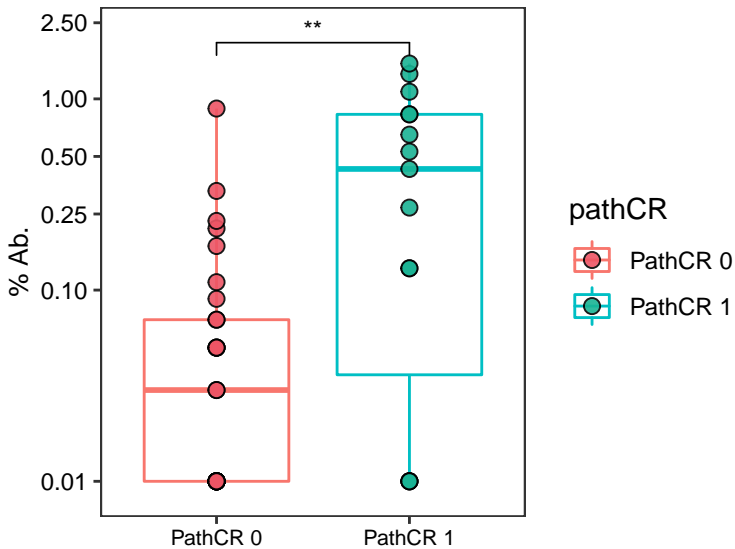 2.50
**
1.00
0.50
0.25
0.10
0.01
% Ab.
PathCR 0
PathCR 1
pathCR
PathCR 0
PathCR 1